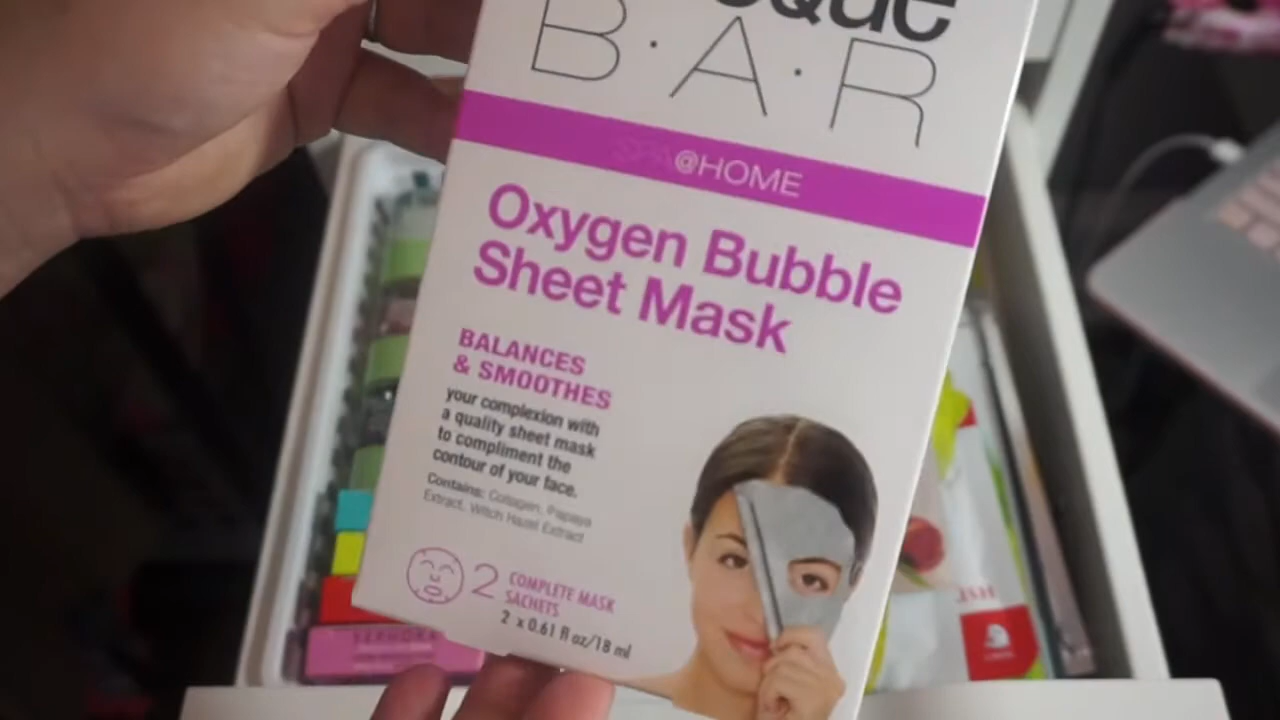 B·A·R
SPA@HOME
Oxygen Bubble
Sheet Mask
BALANCES
& SMOOTHES
your complexion with
a quality sheet mask
to compliment the
contour of your face.
Contains: Collagen, Papaya
Extract, Witch Hazel Extract
2 COMPLETE MASK
SACHETS
2 x 0.61 fl oz/18 ml
SEPHORA